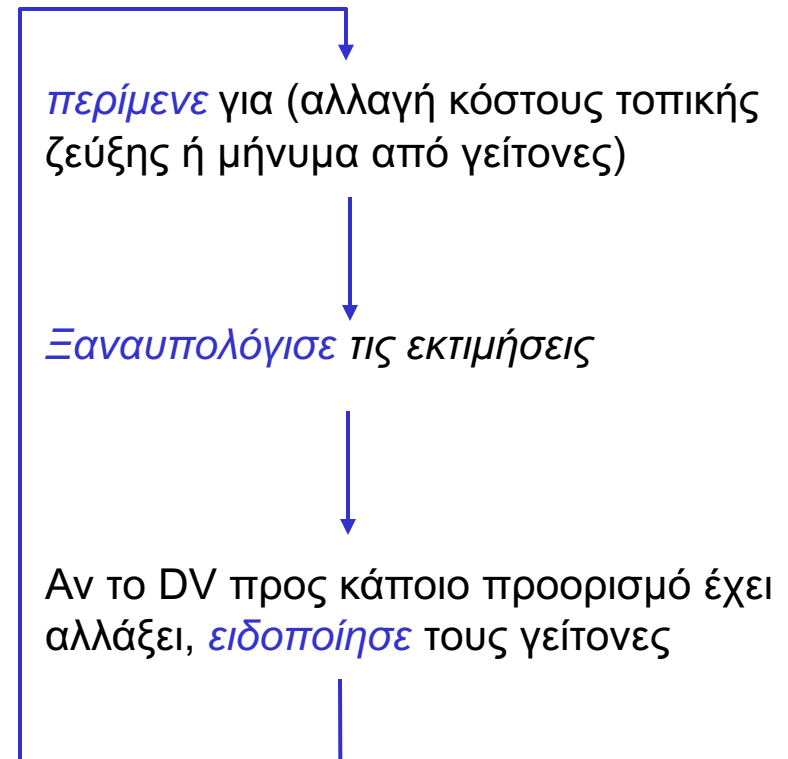 περίμενε για (αλλαγή κόστους τοπικής
ζεύξης ή μήνυμα από γείτονες)
Ξαναυπολόγισε τις εκτιμήσεις
Αν το DV προς κάποιο προορισμό έχει
αλλάξει, ειδοποίησε τους γείτονες